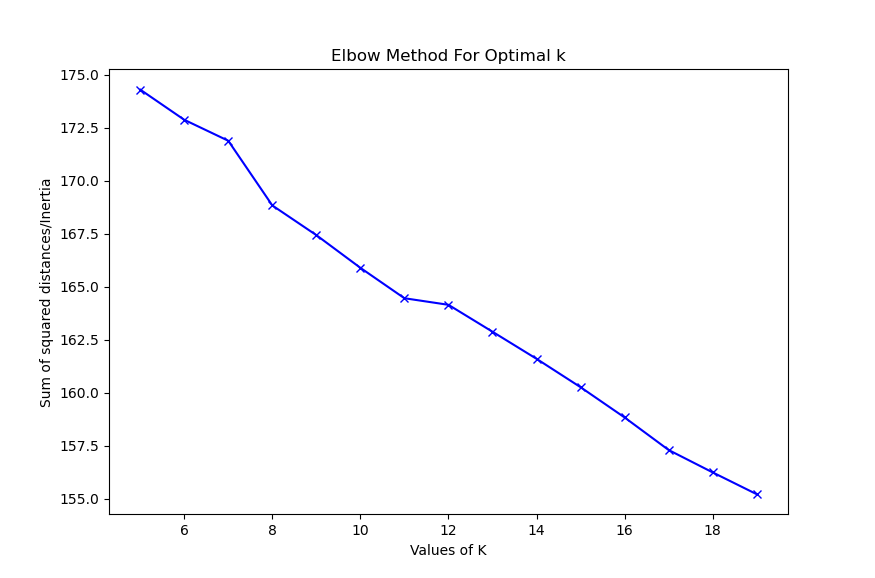 Elbow Method For Optimal k
175.0
172.5
170.0
167.5
165.0
162.5
160.0
157.5
155.0
Sum of squared distances/Inertia
6 8 10 12 14 16 18
Values of K